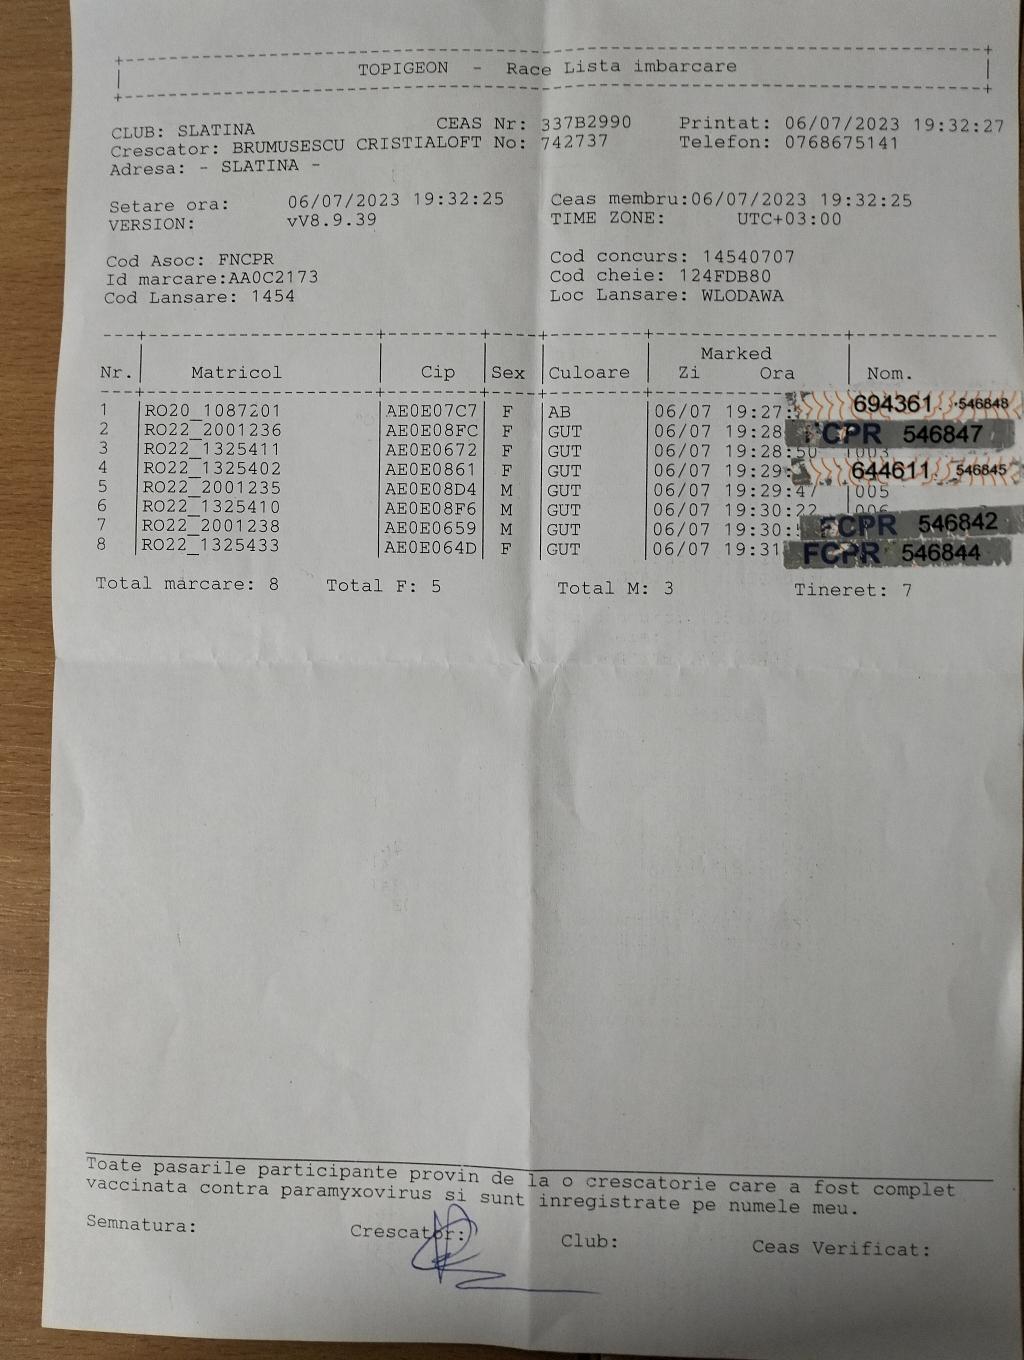 TOPIGEON - Race Lista imbarcare
CLUB: SLATINA CEAS Nr: 337B2990 Printat: 06/07/2023 19:32:27
Crescator: BRUMUSESCU CRISTIALOFT No: 742737 Telefon: 0768675141
Adresa: - SLATINA -
Setare ora: 06/07/2023 19:32:25 Ceas membru:06/07/2023 19:32:25
VERSION: vV8.9.39 TIME ZONE: UTC+03:00
Cod Asoc: FNCPR Cod concurs: 14540707
Id marcare:AA0C2173 Cod cheie: 124FDB80
Cod Lansare: 1454 Loc Lansare: WLODAWA
Marked
Nr. Matricol Cip Sex Culoare Zi Ora Nom.
1 RO20_1087201 AE0E07C7 F AB 06/07 19:27: 694361 546848
2 RO22_2001236 AE0E08FC F GUT 06/07 19:28 FCPR 546847
3 RO22_1325411 AE0E0672 F GUT 06/07 19:28:50 003
4 RO22_1325402 AE0E0861 F GUT 06/07 19:29: 644611 546845
5 RO22_2001235 AE0E08D4 M GUT 06/07 19:29:47 005
6 RO22_1325410 AE0E08F6 M GUT 06/07 19:30:22 006
7 RO22_2001238 AE0E0659 M GUT 06/07 19:30: FCPR 546842
8 RO22_1325433 AE0E064D F GUT 06/07 19:31 FCPR 546844
Total marcare: 8 Total F: 5 Total M: 3 Tineret: 7
Toate pasarile participante provin de la o crescatorie care a fost complet
vaccinata contra paramyxovirus si sunt inregistrate pe numele meu.
Semnatura: Crescator: Club: Ceas Verificat: